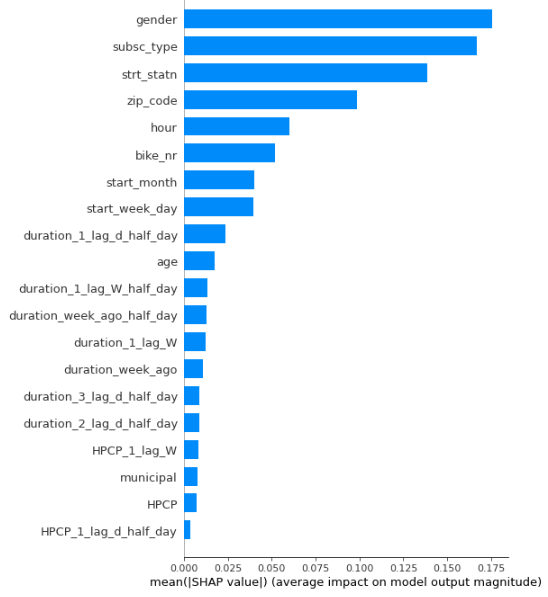 gender
subsc_type
strt_statn
zip_code
hour
bike_nr
start_month
start_week_day
duration_1_lag_d_half_day
age
duration_1_lag_W_half_day
duration_week_ago_half_day
duration_1_lag_W
duration_week_ago
duration_3_lag_d_half_day
duration_2_lag_d_half_day
HPCP_1_lag_W
municipal
HPCP
HPCP_1_lag_d_half_day
0.000 0.025 0.050 0.075 0.100 0.125 0.150 0.175
mean(|SHAP value|) (average impact on model output magnitude)